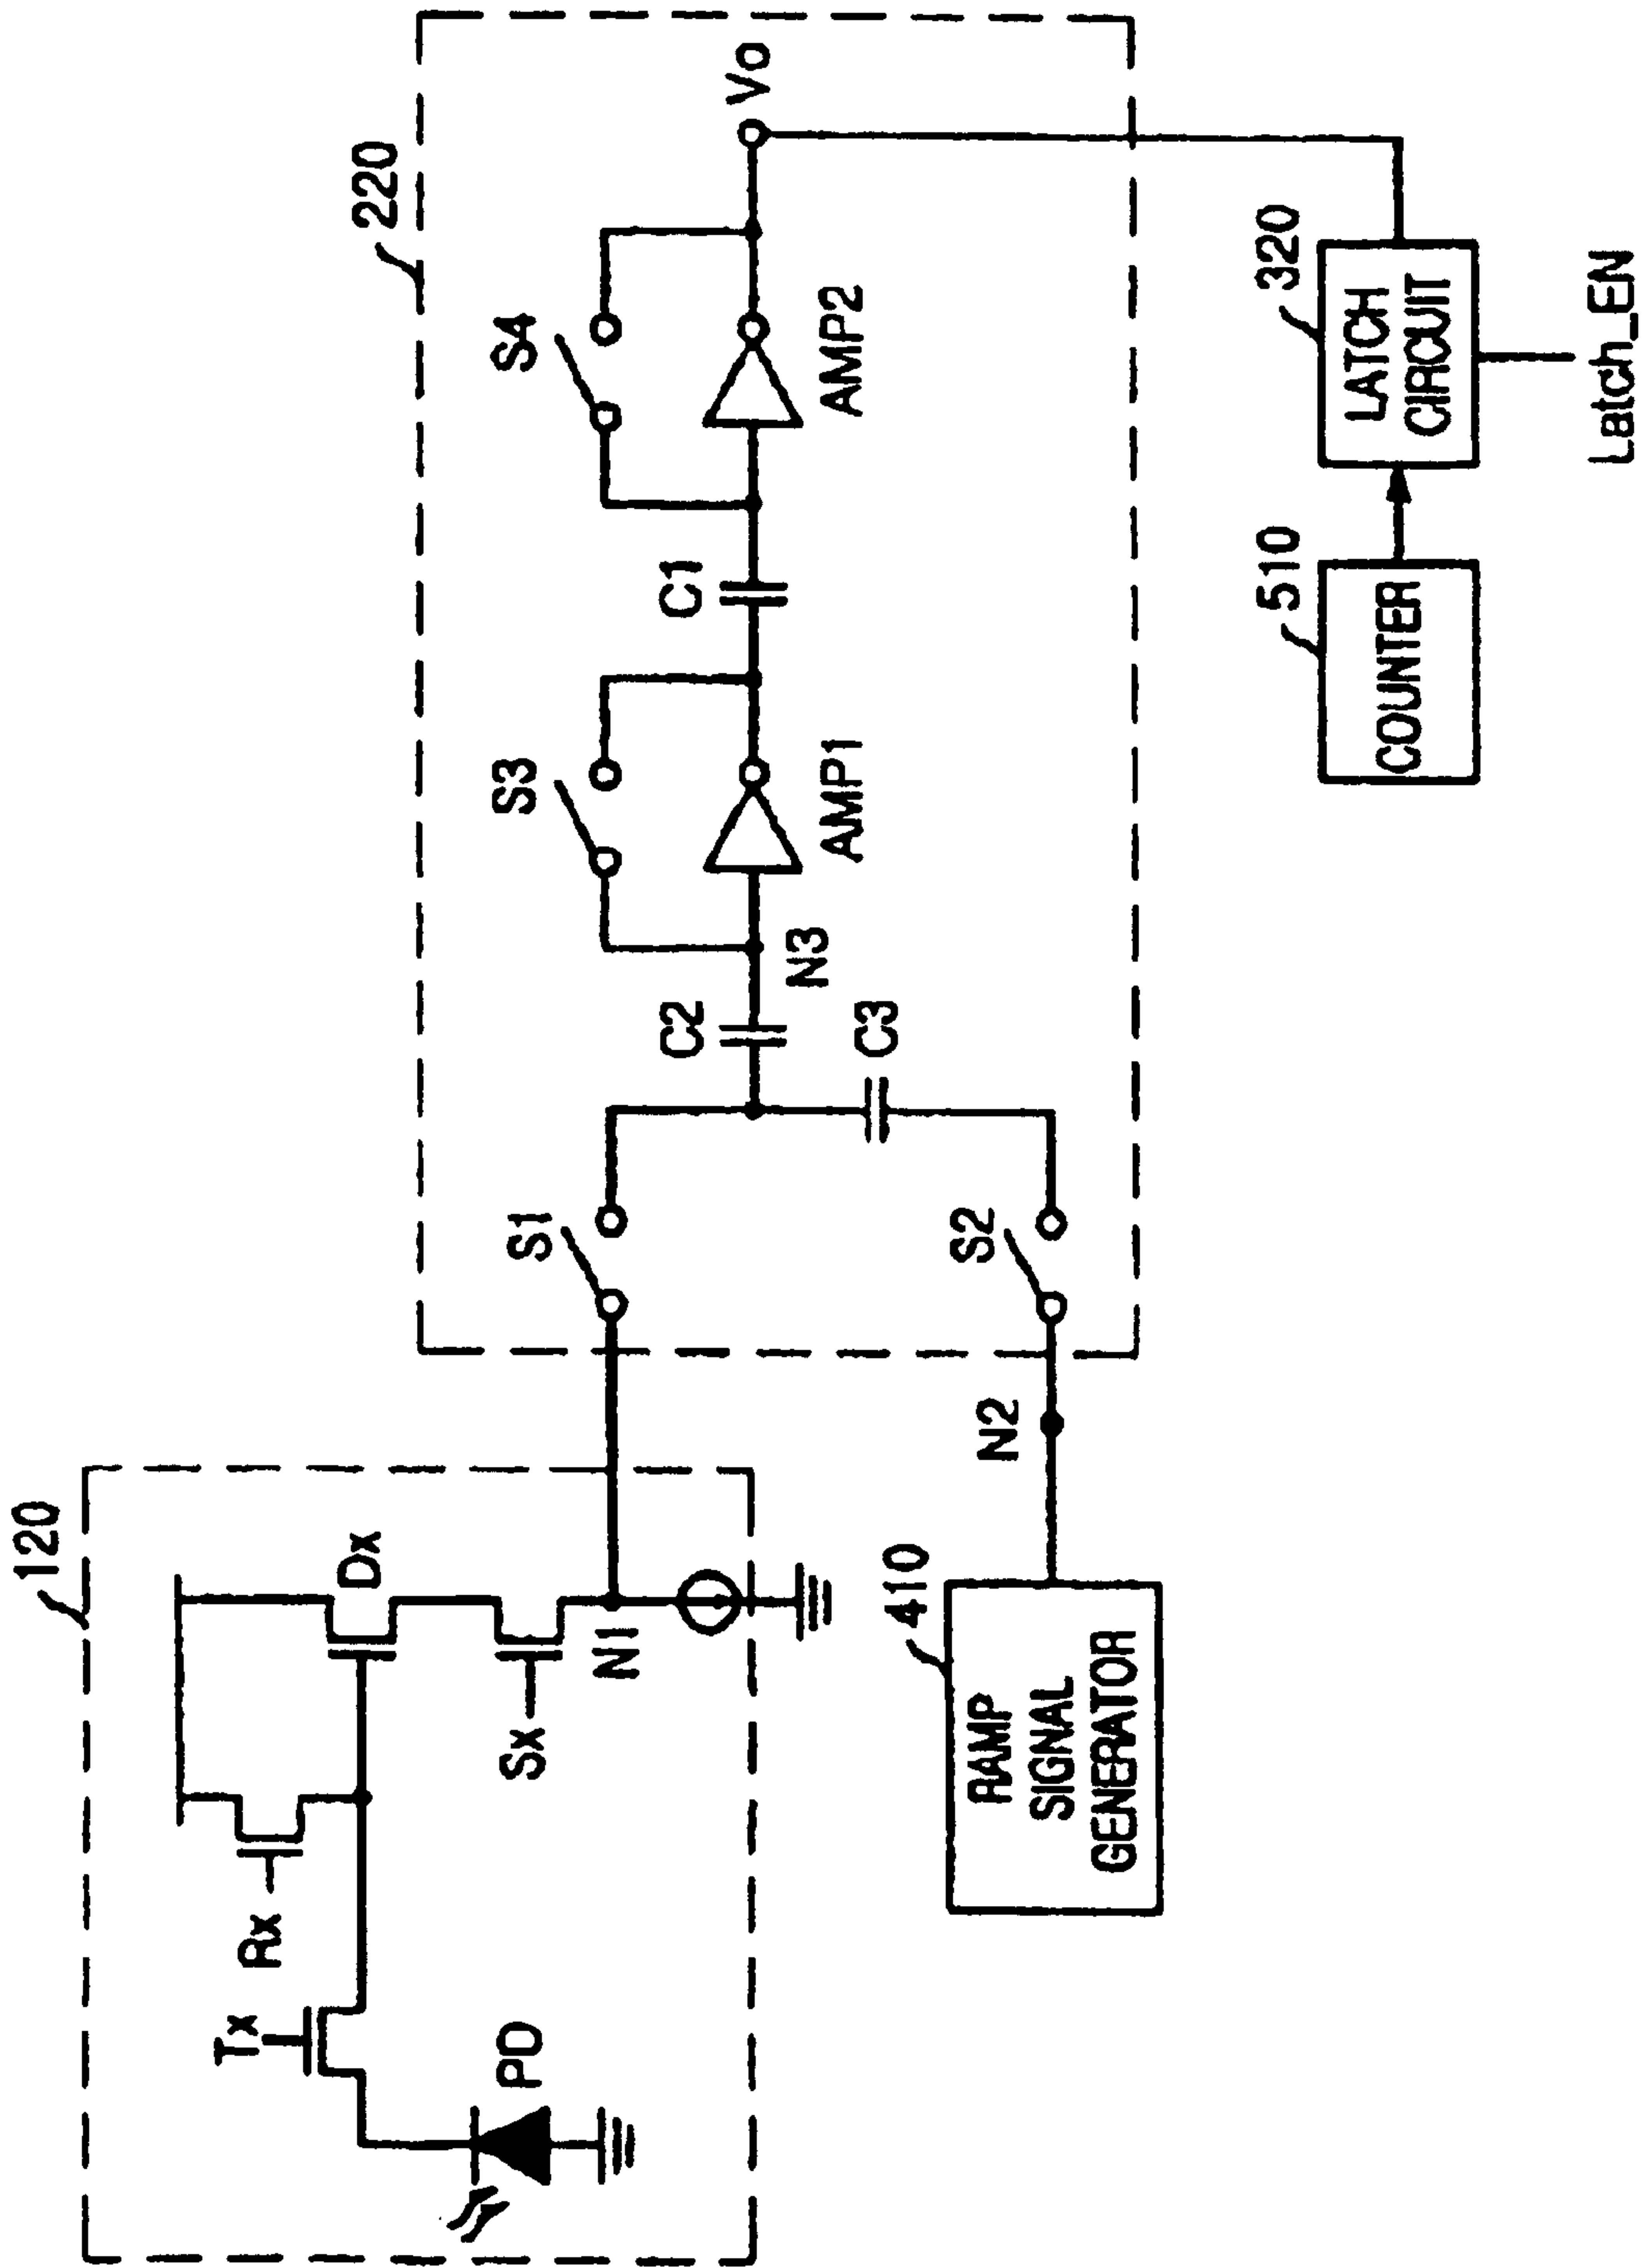 120
Tx
Rx
Dx
Sx
PD
N1
220
S1
S2
S3
S4
C2
C3
N3
C1
AMP1
AMP2
Vo
410
RAMP
SIGNAL
GENERATOR
N2
510
COUNTER
320
LATCH
CIRCUIT
Latch_EN